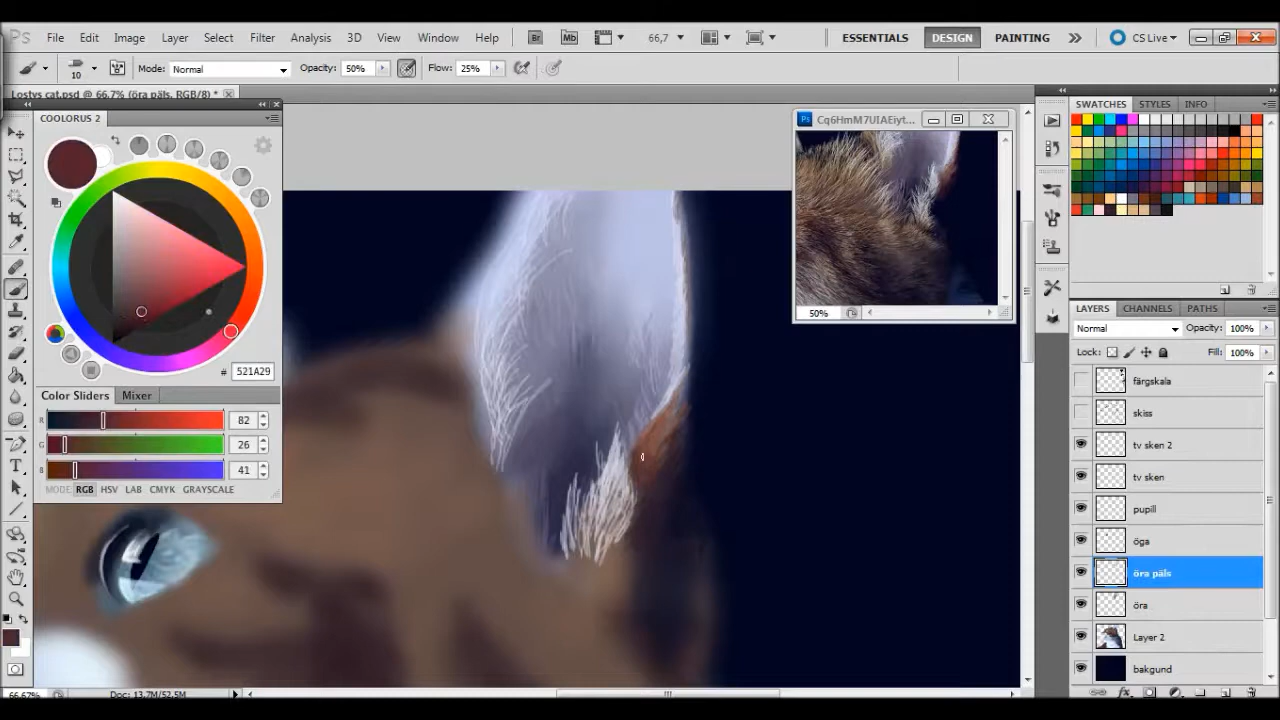 Ps File Edit Image Layer Select Filter Analysis 3D View Window Help Br Mb 66,7 ESSENTIALS DESIGN PAINTING CS Live
10 Mode: Normal Opacity: 50% Flow: 25%
Lostys cat.psd @ 66.7% (öra päls, RGB/8) *
COOLORUS 2
# 521A29
Color Sliders Mixer
R 82
G 26
B 41
MODE: RGB HSV LAB CMYK GRAYSCALE
Ps Cq6HmM7UIAEiyt...
50%
SWATCHES STYLES INFO
LAYERS CHANNELS PATHS
Normal Opacity: 100%
Lock: Fill: 100%
färgskala
skiss
tv sken 2
tv sken
pupill
öga
öra päls
öra
Layer 2
bakgund
66.67% Doc: 13.7M/52.5M